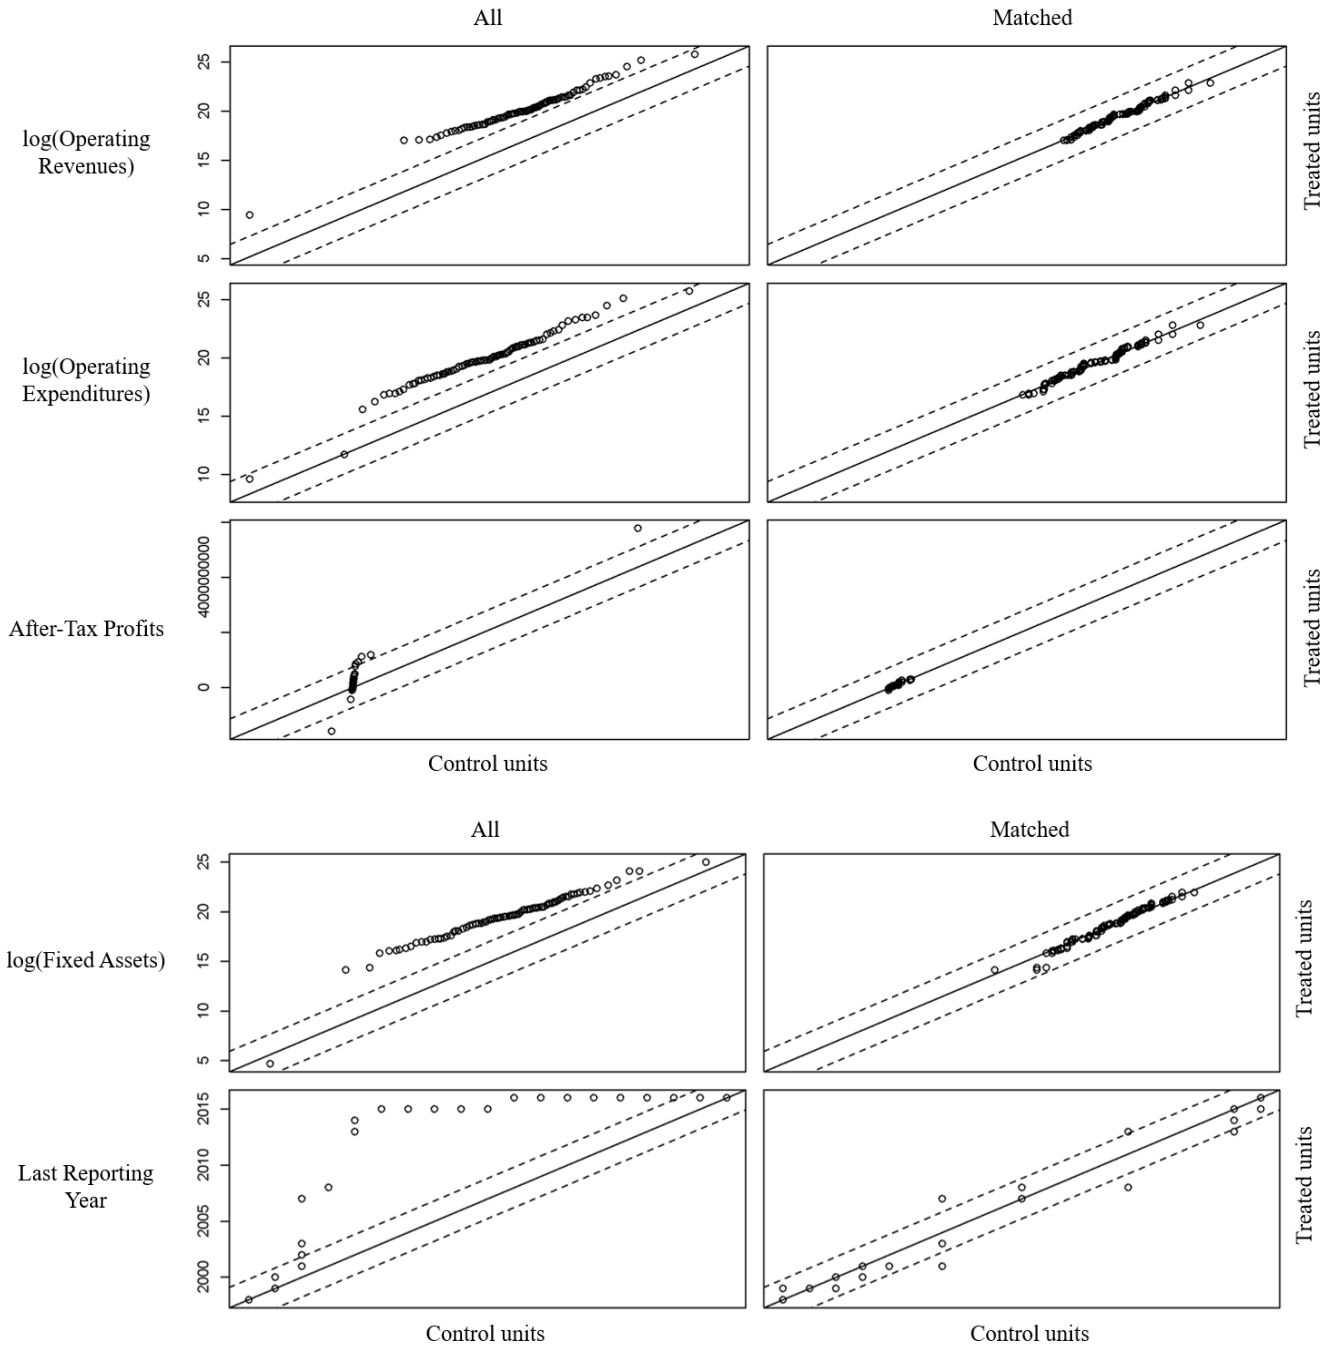 All Matched
25
20
15
10
5
log(Operating
Revenues)
Treated units
25
20
15
10
log(Operating
Expenditures)
Treated units
4000000000
0
After-Tax Profits
Treated units
Control units Control units
All Matched
25
20
15
10
5
log(Fixed Assets)
Treated units
2015
2010
2005
2000
Last Reporting
Year
Treated units
Control units Control units